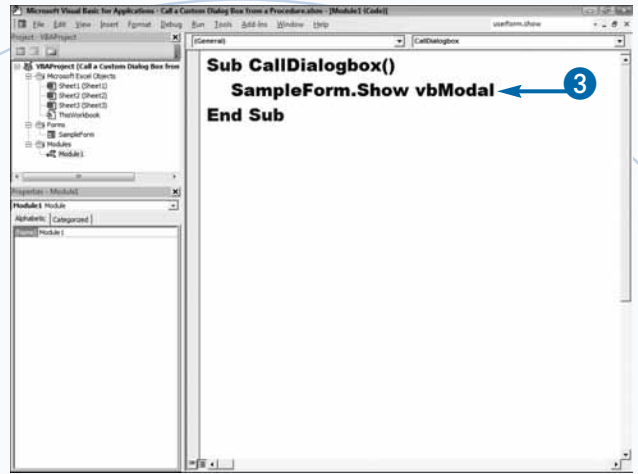 Microsoft Visual Basic for Applications - Call a Custom Dialog Box from a Procedure.xlsm - [Module1 (Code)]
File Edit View Insert Format Debug Run Tools Add-Ins Window Help userform.show
Project - VBAProject
(General) CallDialogbox
VBAProject (Call a Custom Dialog Box from
Microsoft Excel Objects
Sheet1 (Sheet1)
Sheet2 (Sheet2)
Sheet3 (Sheet3)
ThisWorkbook
Forms
SampleForm
Modules
Module1
Sub CallDialogbox()
SampleForm.Show vbModal
3
End Sub
Properties - Module1
Module1 Module
Alphabetic Categorized
(Name) Module1